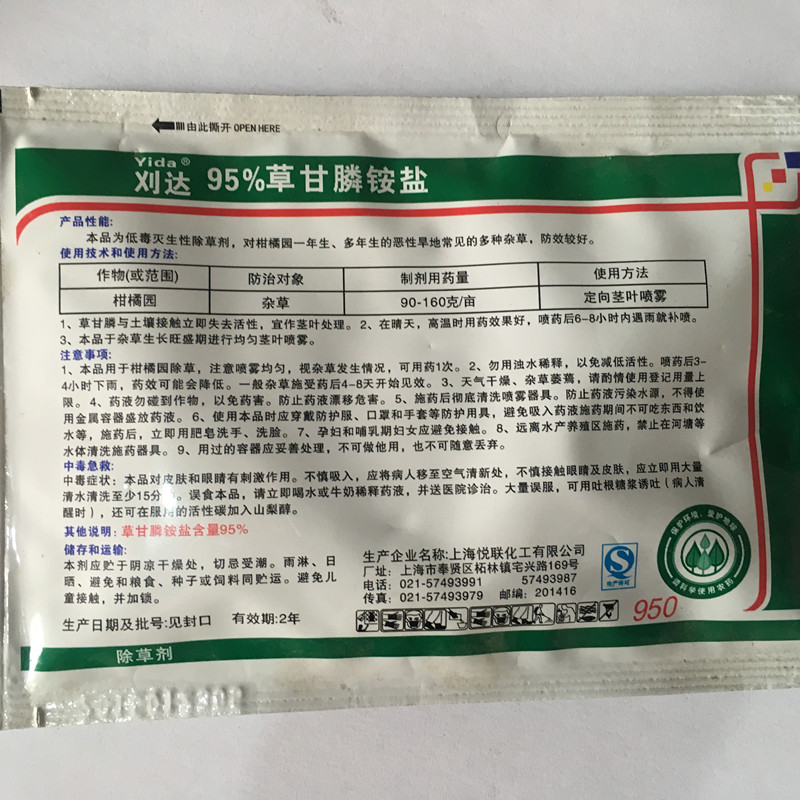 由此撕开 OPEN HERE
Yida®
刈达 95%草甘膦铵盐
产品性能:
本品为低毒灭生性除草剂，对柑橘园一年生、多年生的恶性旱地常见的多种杂草，防效较好。
使用技术和使用方法:
作物(或范围) 防治对象 制剂用药量 使用方法
柑橘园 杂草 90-160克/亩 定向茎叶喷雾
1、草甘膦与土壤接触立即失去活性，宜作茎叶处理。2、在晴天，高温时用药效果好，喷药后6-8小时内遇雨就补喷。
3、本品于杂草生长旺盛期进行均匀茎叶喷雾。
注意事项:
1、本品用于柑橘园除草，注意喷雾均匀，视杂草发生情况，可用药1次。2、勿用浊水稀释，以免减低活性。喷药后3-
4小时下雨，药效可能会降低。一般杂草施受药后4-8天开始见效。3、天气干燥、杂草萎蔫，请酌情使用登记用量上
限。4、药液勿碰到作物，以免药害。防止药液漂移危害。5、施药后彻底清洗喷雾器具。防止药液污染水源，不得使
用金属容器盛放药液。6、使用本品时应穿戴防护服、口罩和手套等防护用具，避免吸入药液施药期间不可吃东西和饮
水等，施药后，立即用肥皂洗手、洗脸。7、孕妇和哺乳期妇女应避免接触。8、远离水产养殖区施药，禁止在河塘等
水体清洗施药器具。9、用过的容器应妥善处理，不可做他用，也不可随意丢弃。
中毒急救:
中毒症状：本品对皮肤和眼睛有刺激作用。不慎吸入，应将病人移至空气清新处，不慎接触眼睛及皮肤，应立即用大量
清水清洗至少15分 。误食本品，请立即喝水或牛奶稀释药液，并送医院诊治。大量误服，可用吐根糖浆诱吐（病人清
醒时），还可在服用的活性碳加入山梨醇。
其他说明: 草甘膦铵盐含量95%
储存和运输:
本剂应贮于阴凉干燥处，切忌受潮。雨淋、日
晒、避免和粮食、种子或饲料同贮运。避免儿
童接触，并加锁。
生产日期及批号:见封口 有效期:2年
生产企业名称:上海悦联化工有限公司
厂址：上海市奉贤区柘林镇宅兴路169号
电话：021-57493991 57493987
传真：021-57493979 邮编：201416
生产许可
保护环境、爱护地球
请科学使用农药
950
除草剂